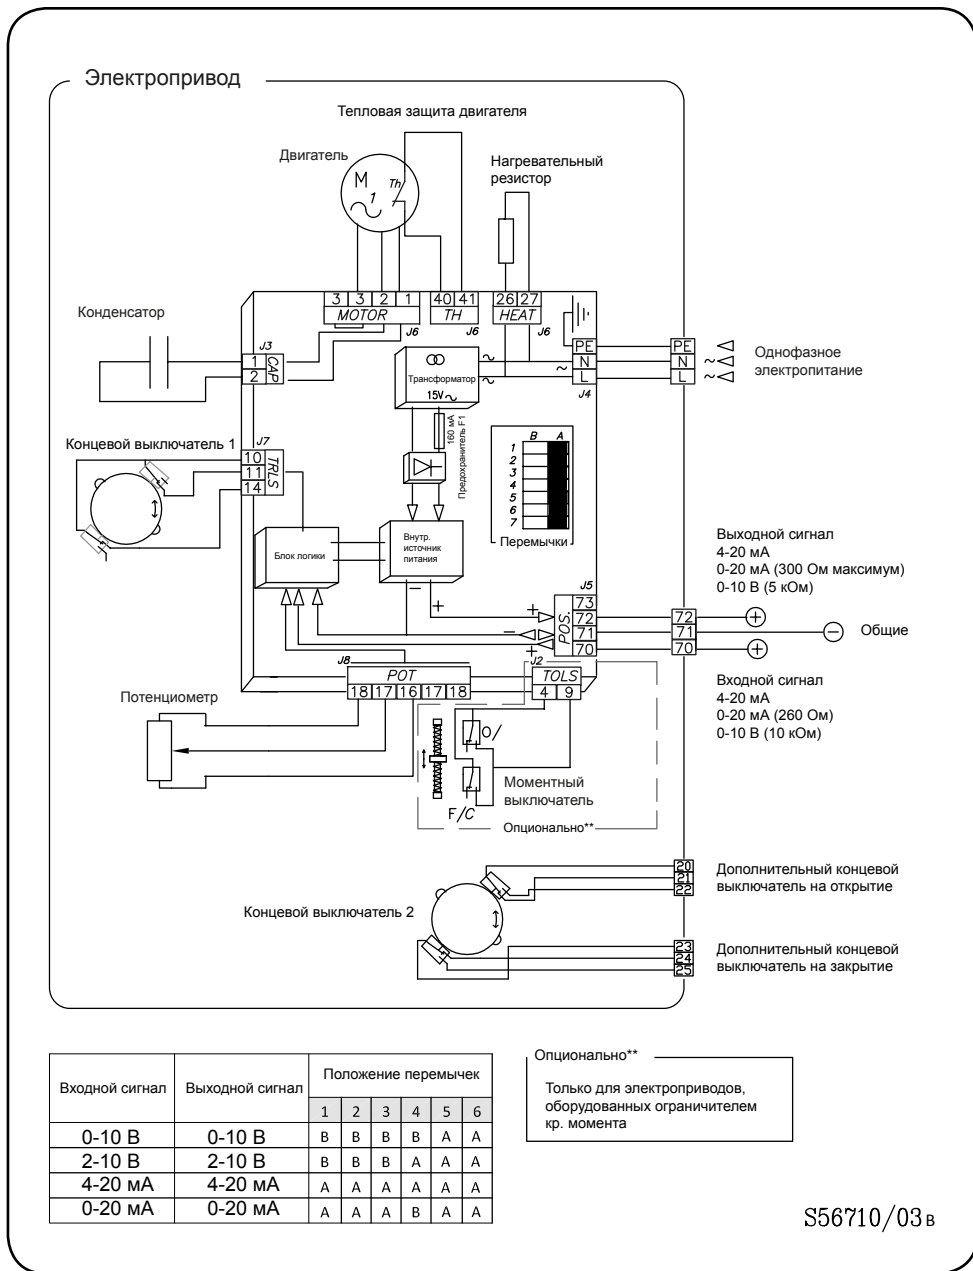 Электропривод
Тепловая защита двигателя
Двигатель
M
1
Th
Нагревательный
резистор
Конденсатор
3 3 2 1
MOTOR
J6
40 41
TH
J6
26 27
HEAT
J6
J3
1
2
CAP
Трансформатор
15V
160 мА
Предохранитель F1
PE
N
L
J4
PE
N
L
Однофазное
электропитание
Концевой выключатель 1
J7
10
11
14
TRLS
B A
1
2
3
4
5
6
7
Перемычки
Блок логики
Внутр.
источник
питания
Выходной сигнал
4-20 мА
0-20 мА (300 Ом максимум)
0-10 В (5 кОм)
J5
POS.
73
72
71
70
72
71
70
Общие
Входной сигнал
4-20 мА
0-20 мА (260 Ом)
0-10 В (10 кОм)
J8
POT
18 17 16 17 18
J2
TOLS
4 9
Потенциометр
O/
F/C
Моментный
выключатель
Опционально**
20
21
22
Дополнительный концевой
выключатель на открытие
Концевой выключатель 2
23
24
25
Дополнительный концевой
выключатель на закрытие
Входной сигнал Выходной сигнал Положение перемычек
1 2 3 4 5 6
0-10 В 0-10 В B B B B A A
2-10 В 2-10 В B B B A A A
4-20 мА 4-20 мА A A A A A A
0-20 мА 0-20 мА A A A B A A
Опционально**
Только для электроприводов,
оборудованных ограничителем
кр. момента
S56710/03 B